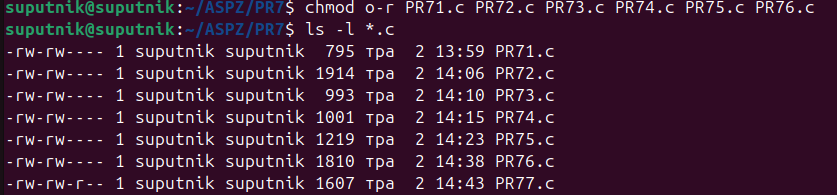 suputnik@suputnik:~/ASPZ/PR7$ chmod o-r PR71.c PR72.c PR73.c PR74.c PR75.c PR76.c
suputnik@suputnik:~/ASPZ/PR7$ ls -l *.c
-rw-rw---- 1 suputnik suputnik  795 тра  2 13:59 PR71.c
-rw-rw---- 1 suputnik suputnik 1914 тра  2 14:06 PR72.c
-rw-rw---- 1 suputnik suputnik  993 тра  2 14:10 PR73.c
-rw-rw---- 1 suputnik suputnik 1001 тра  2 14:15 PR74.c
-rw-rw---- 1 suputnik suputnik 1219 тра  2 14:23 PR75.c
-rw-rw---- 1 suputnik suputnik 1810 тра  2 14:38 PR76.c
-rw-rw-r-- 1 suputnik suputnik 1607 тра  2 14:43 PR77.c